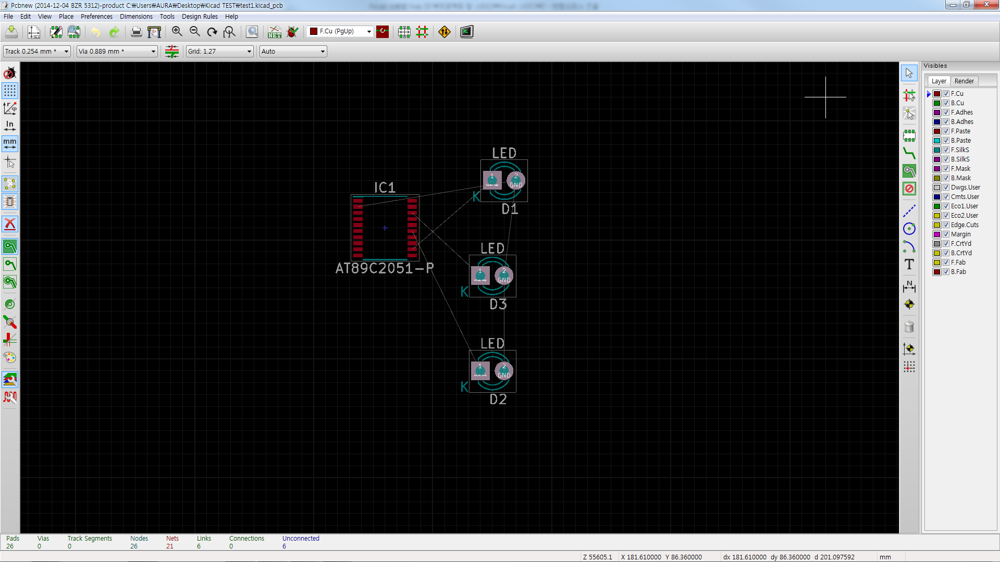 Pcbnew (2014-12-04 BZR 5312)-product C:₩Users₩AURA₩Desktop₩Kicad TEST₩test1.kicad_pcb
File Edit View Place Preferences Dimensions Tools Design Rules Help
NET F.Cu (PgUp)
Track 0.254 mm * Via 0.889 mm * Grid: 1.27 Auto
Visibles
Layer Render
F.Cu
B.Cu
F.Adhes
B.Adhes
F.Paste
B.Paste
F.SilkS
B.SilkS
F.Mask
B.Mask
Dwgs.User
Cmts.User
Eco1.User
Eco2.User
Edge.Cuts
Margin
F.CrtYd
B.CrtYd
F.Fab
B.Fab
In
mm
LED
1 2
GND
K
D1
IC1
AT89C2051-P
LED
1 2
GND
K
D3
LED
1 2
GND
K
D2
T
N
Pads Vias Track Segments Nodes Nets Links Connections Unconnected
26 0 0 26 21 6 0 6
Z 55605.1 X 181.610000 Y 86.360000 dx 181.610000 dy 86.360000 d 201.097592 mm